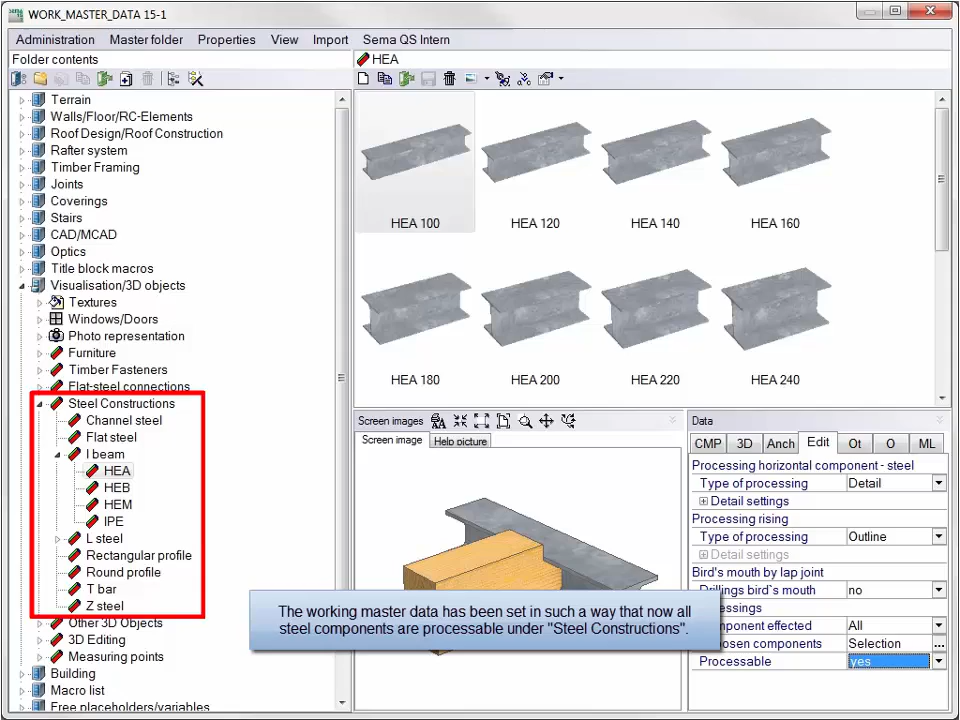 WORK_MASTER_DATA 15-1
Administration Master folder Properties View Import Sema QS Intern
Folder contents
HEA
Terrain
Walls/Floor/RC-Elements
Roof Design/Roof Construction
Rafter system
Timber Framing
Joints
Coverings
Stairs
CAD/MCAD
Optics
Title block macros
Visualisation/3D objects
Textures
Windows/Doors
Photo representation
Furniture
Timber Fasteners
Flat-steel connections
Steel Constructions
Channel steel
Flat steel
I beam
HEA
HEB
HEM
IPE
L steel
Rectangular profile
Round profile
T bar
Z steel
Other 3D Objects
3D Editing
Measuring points
Building
Macro list
Free placeholders/variables
HEA 100 HEA 120 HEA 140 HEA 160
HEA 180 HEA 200 HEA 220 HEA 240
Screen images
Screen image Help picture
Data
CMP 3D Anch Edit Ot O ML
Processing horizontal component - steel
Type of processing Detail
Detail settings
Processing rising
Type of processing Outline
Detail settings
Bird's mouth by lap joint
Drillings bird`s mouth no
All
Selection
Processable yes
The working master data has been set in such a way that now all
steel components are processable under "Steel Constructions".